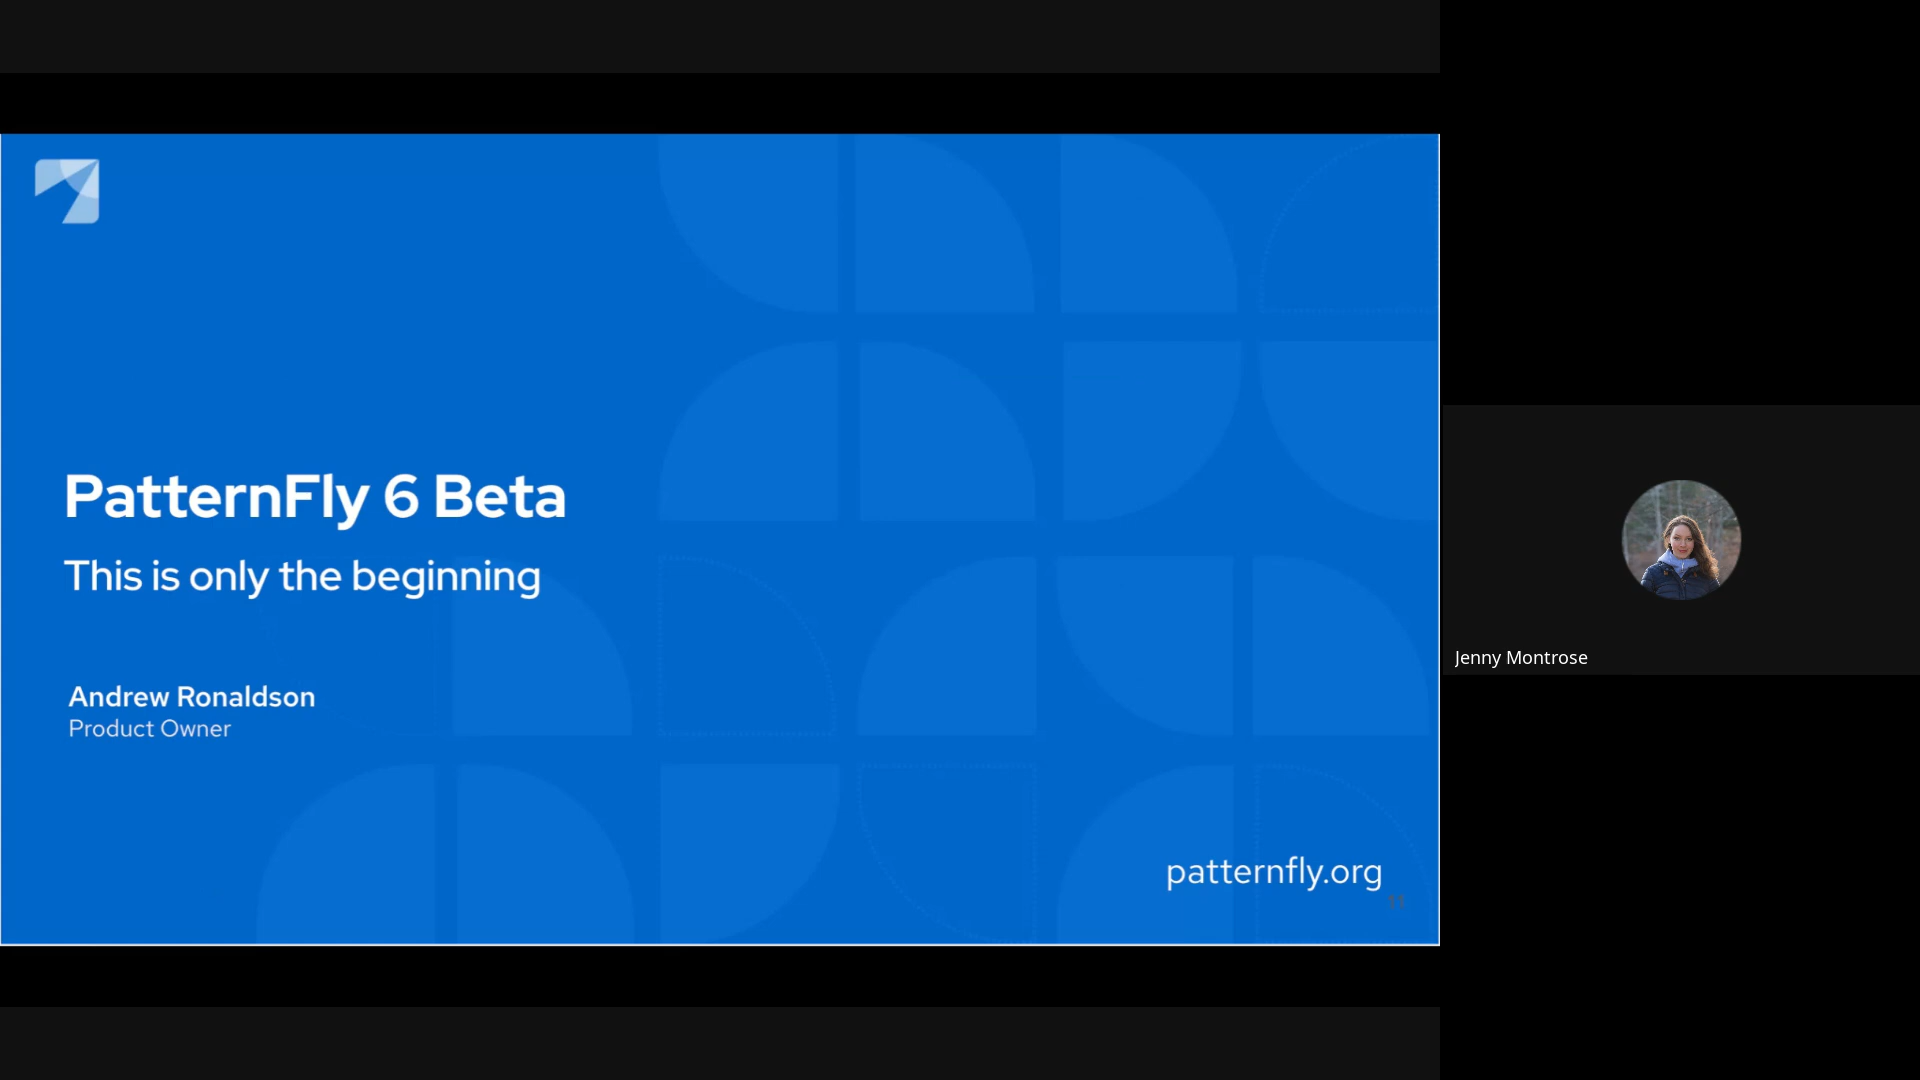 PatternFly 6 Beta
This is only the beginning
Andrew Ronaldson
Product Owner
patternfly.org
Jenny Montrose